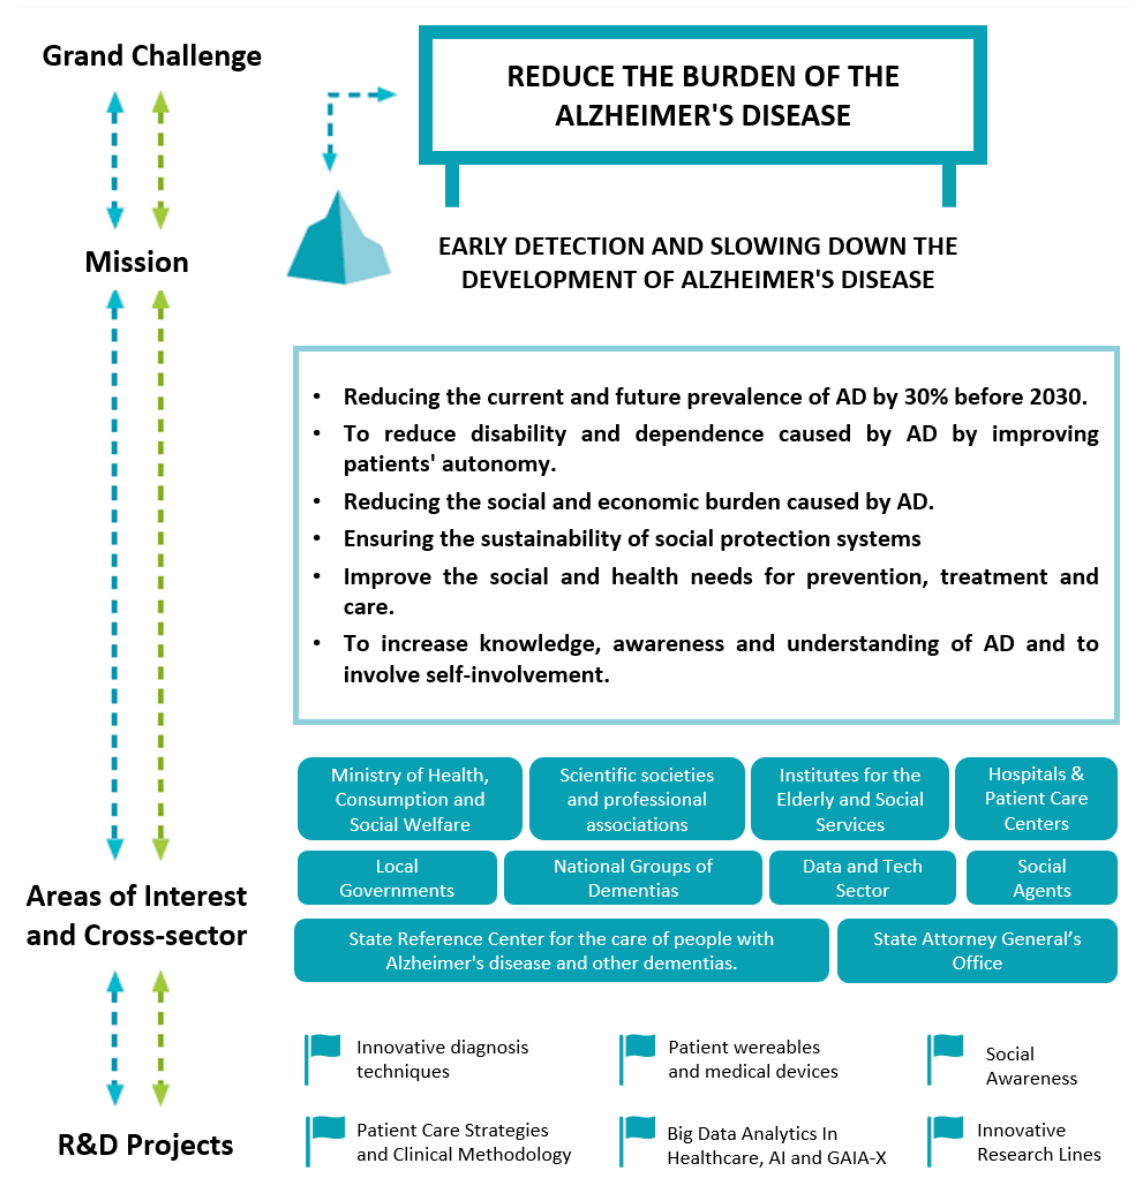 Grand Challenge
REDUCE THE BURDEN OF THE
ALZHEIMER'S DISEASE
Mission
EARLY DETECTION AND SLOWING DOWN THE
DEVELOPMENT OF ALZHEIMER'S DISEASE
• Reducing the current and future prevalence of AD by 30% before 2030.
• To reduce disability and dependence caused by AD by improving
patients' autonomy.
• Reducing the social and economic burden caused by AD.
• Ensuring the sustainability of social protection systems
• Improve the social and health needs for prevention, treatment and
care.
• To increase knowledge, awareness and understanding of AD and to
involve self-involvement.
Areas of Interest
and Cross-sector
Ministry of Health,
Consumption and
Social Welfare
Scientific societies
and professional
associations
Institutes for the
Elderly and Social
Services
Hospitals &
Patient Care
Centers
Local
Governments
National Groups of
Dementias
Data and Tech
Sector
Social
Agents
State Reference Center for the care of people with
Alzheimer's disease and other dementias.
State Attorney General’s
Office
R&D Projects
Innovative diagnosis
techniques
Patient wereables
and medical devices
Social
Awareness
Patient Care Strategies
and Clinical Methodology
Big Data Analytics In
Healthcare, AI and GAIA-X
Innovative
Research Lines